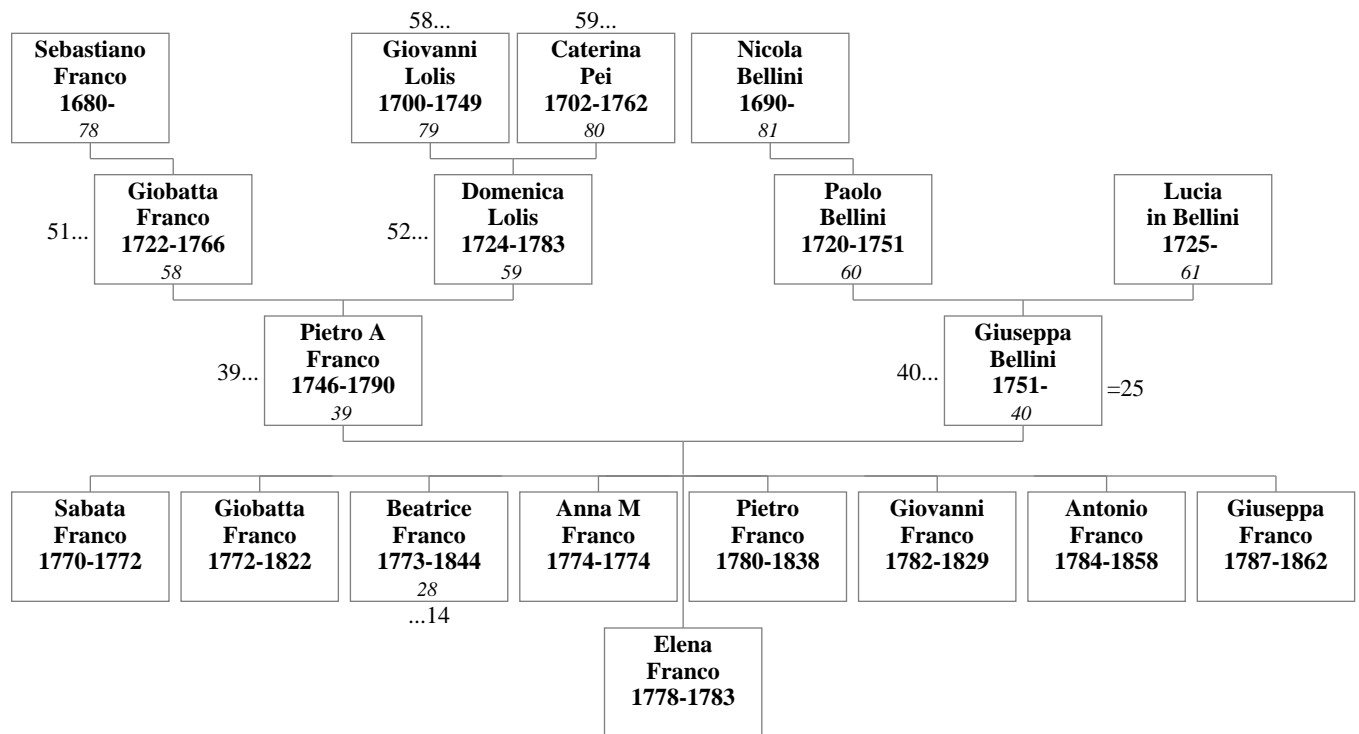 58...
59...
Sebastiano
Franco
1680-
78
Giovanni
Lolis
1700-1749
79
Caterina
Pei
1702-1762
80
Nicola
Bellini
1690-
81
51...
Giobatta
Franco
1722-1766
58
52...
Domenica
Lolis
1724-1783
59
Paolo
Bellini
1720-1751
60
Lucia
in Bellini
1725-
61
39...
Pietro A
Franco
1746-1790
39
40...
Giuseppa
Bellini
1751-
40
=25
Sabata
Franco
1770-1772
Giobatta
Franco
1772-1822
Beatrice
Franco
1773-1844
28
...14
Anna M
Franco
1774-1774
Pietro
Franco
1780-1838
Giovanni
Franco
1782-1829
Antonio
Franco
1784-1858
Giuseppa
Franco
1787-1862
Elena
Franco
1778-1783